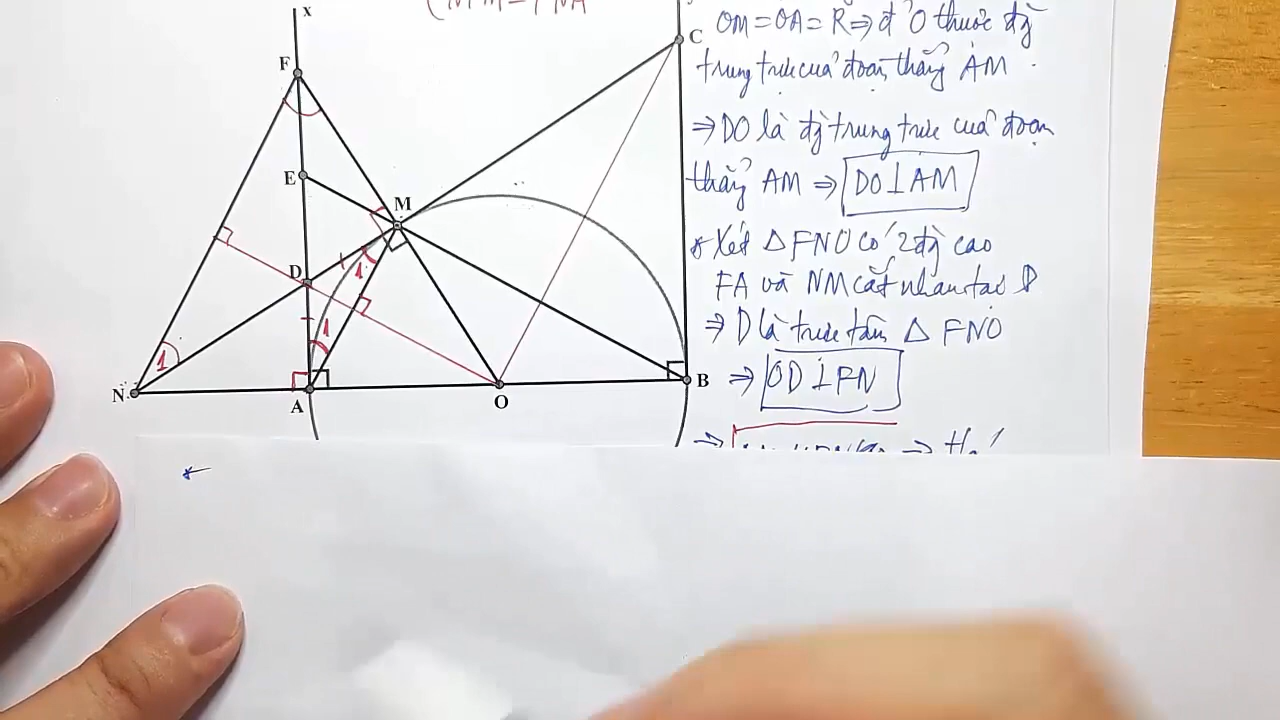 x
F
E
M
D
1
1
1
N
A
O
B
C
OM = OA = R ⇒ đ' O thuộc đg
trung trực của đoạn thẳng AM
⇒ DO là đg trung trực của đoạn
thẳng AM ⇒ DO ⊥ AM
* Xét △ FNO có 2 đg cao
FA và NM cắt nhau tại D
⇒ D là trực tâm △ FNO
⇒ OD ⊥ FN
⇒
*